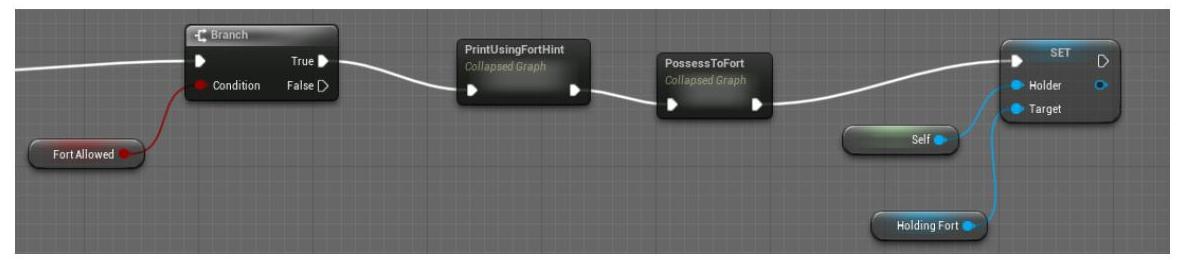 Branch
True
Condition
False
Fort Allowed
PrintUsingFortHint
Collapsed Graph
PossessToFort
Collapsed Graph
SET
Holder
Target
Self
Holding Fort